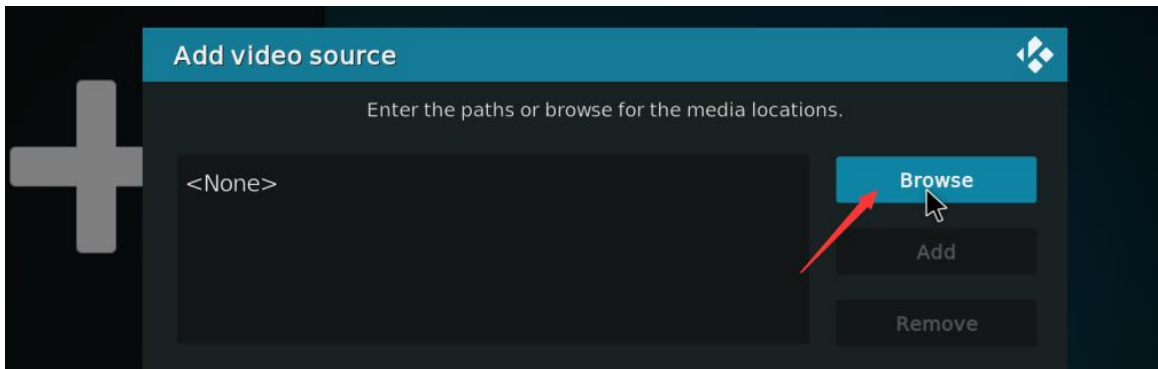 Add video source
Enter the paths or browse for the media locations.
<None>
Browse
Add
Remove